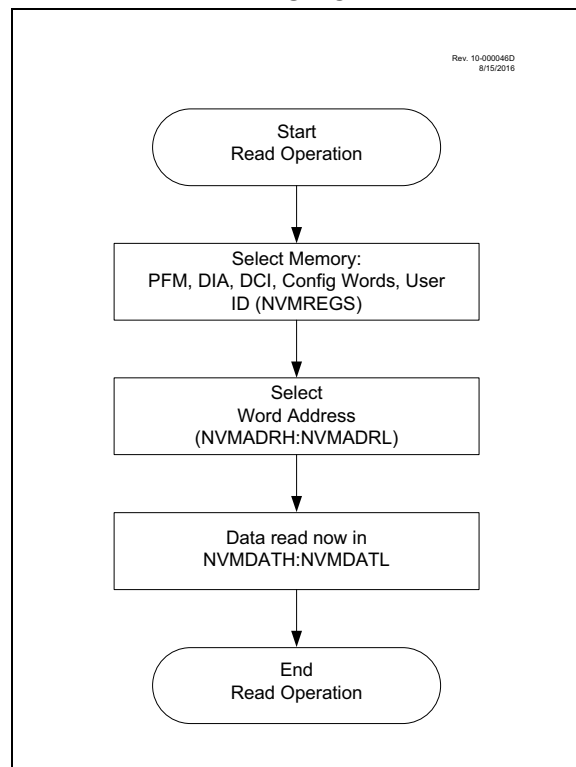 Rev. 10-000046D
8/15/2016
Start
Read Operation
Select Memory:
PFM, DIA, DCI, Config Words, User
ID (NVMREGS)
Select
Word Address
(NVMADRH:NVMADRL)
Data read now in
NVMDATH:NVMDATL
End
Read Operation